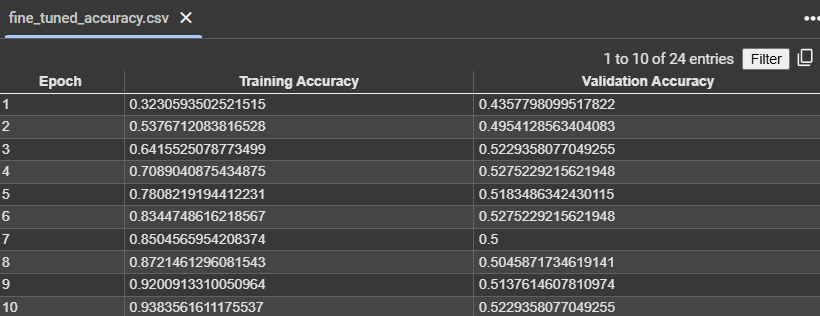 fine_tuned_accuracy.csv
1 to 10 of 24 entries Filter
Epoch Training Accuracy Validation Accuracy
1 0.3230593502521515 0.4357798099517822
2 0.5376712083816528 0.4954128563404083
3 0.6415525078773499 0.5229358077049255
4 0.7089040875434875 0.5275229215621948
5 0.7808219194412231 0.5183486342430115
6 0.8344748616218567 0.5275229215621948
7 0.8504565954208374 0.5
8 0.8721461296081543 0.5045871734619141
9 0.9200913310050964 0.5137614607810974
10 0.9383561611175537 0.5229358077049255